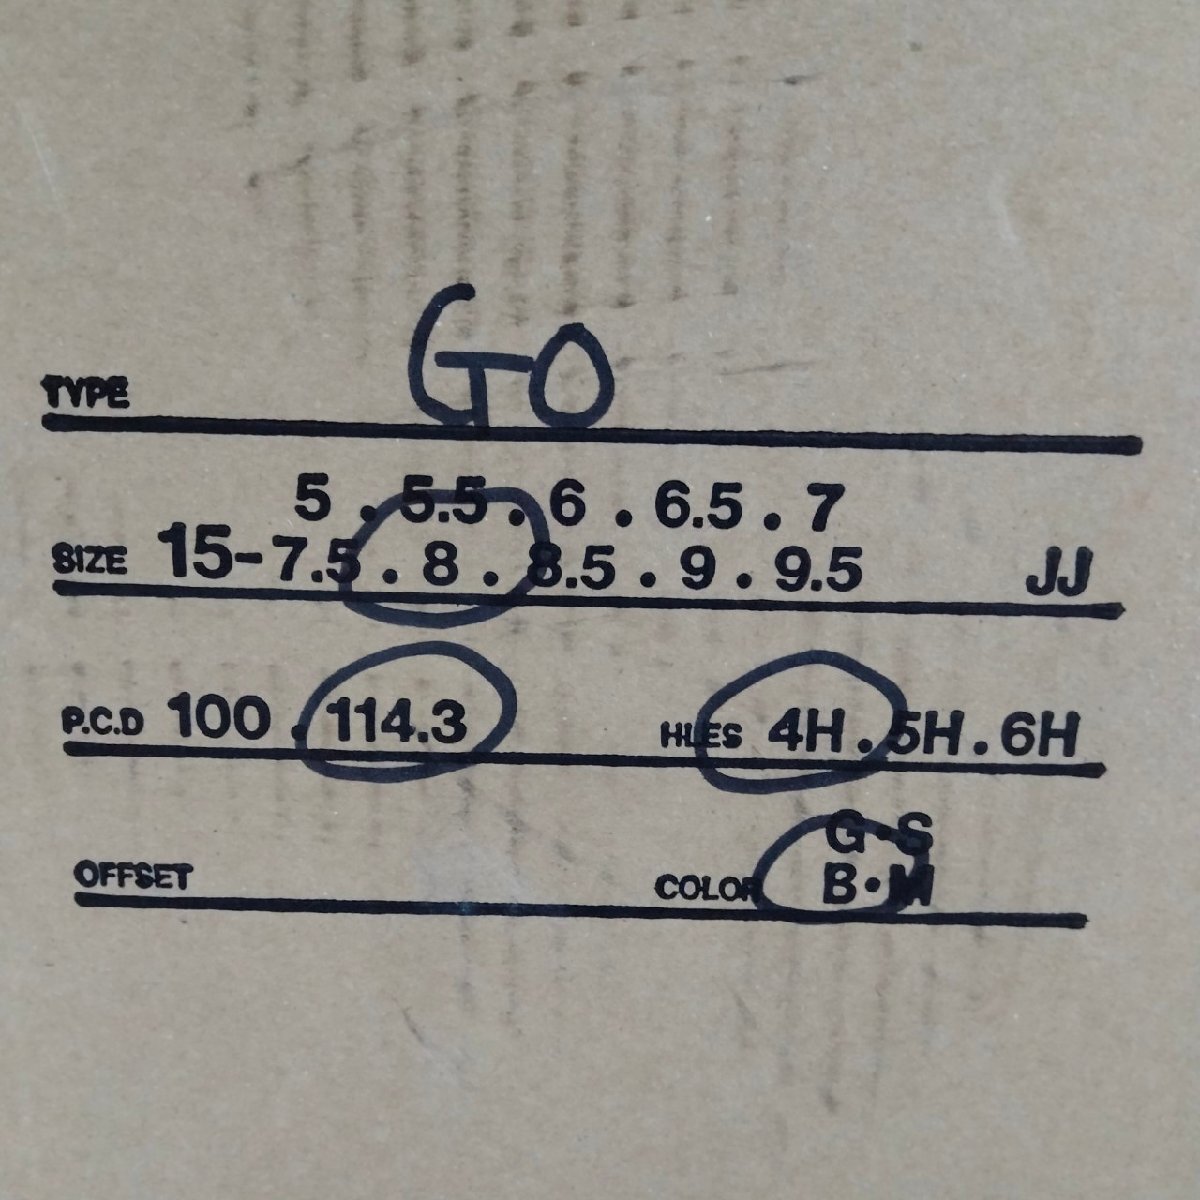 TYPE GO
5 . 5.5 . 6 . 6.5 . 7
SIZE 15-7.5 . 8 . 8.5 . 9 . 9.5 JJ
P.C.D 100 . 114.3 HLES 4H . 5H . 6H
G・S
OFFSET COLOR B・M